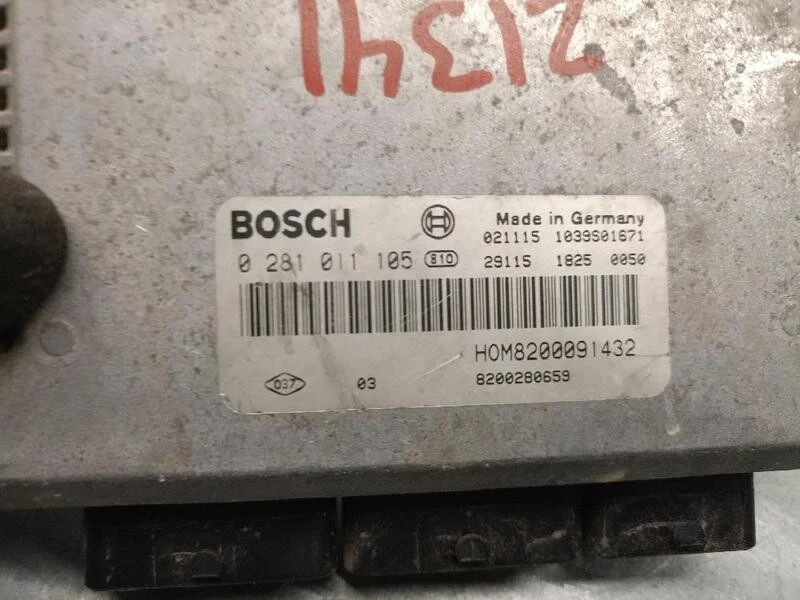 21341
BOSCH Made in Germany
021115 1039S01671
0 281 011 105 810 29115 1825 0050
HOM8200091432
037 03 8200280659